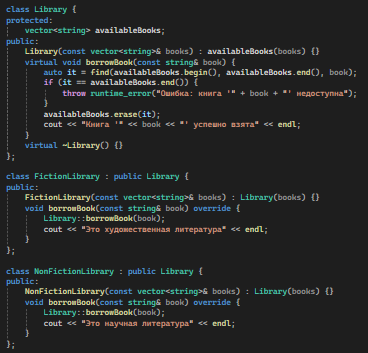 class Library {
protected:
    vector<string> availableBooks;
public:
    Library(const vector<string>& books) : availableBooks(books) {}
    virtual void borrowBook(const string& book) {
        auto it = find(availableBooks.begin(), availableBooks.end(), book);
        if (it == availableBooks.end()) {
            throw runtime_error("Ошибка: книга '" + book + "' недоступна");
        }
        availableBooks.erase(it);
        cout << "Книга '" << book << "' успешно взята" << endl;
    }
    virtual ~Library() {}
};
class FictionLibrary : public Library {
public:
    FictionLibrary(const vector<string>& books) : Library(books) {}
    void borrowBook(const string& book) override {
        Library::borrowBook(book);
        cout << "Это художественная литература" << endl;
    }
};
class NonFictionLibrary : public Library {
public:
    NonFictionLibrary(const vector<string>& books) : Library(books) {}
    void borrowBook(const string& book) override {
        Library::borrowBook(book);
        cout << "Это научная литература" << endl;
    }
};